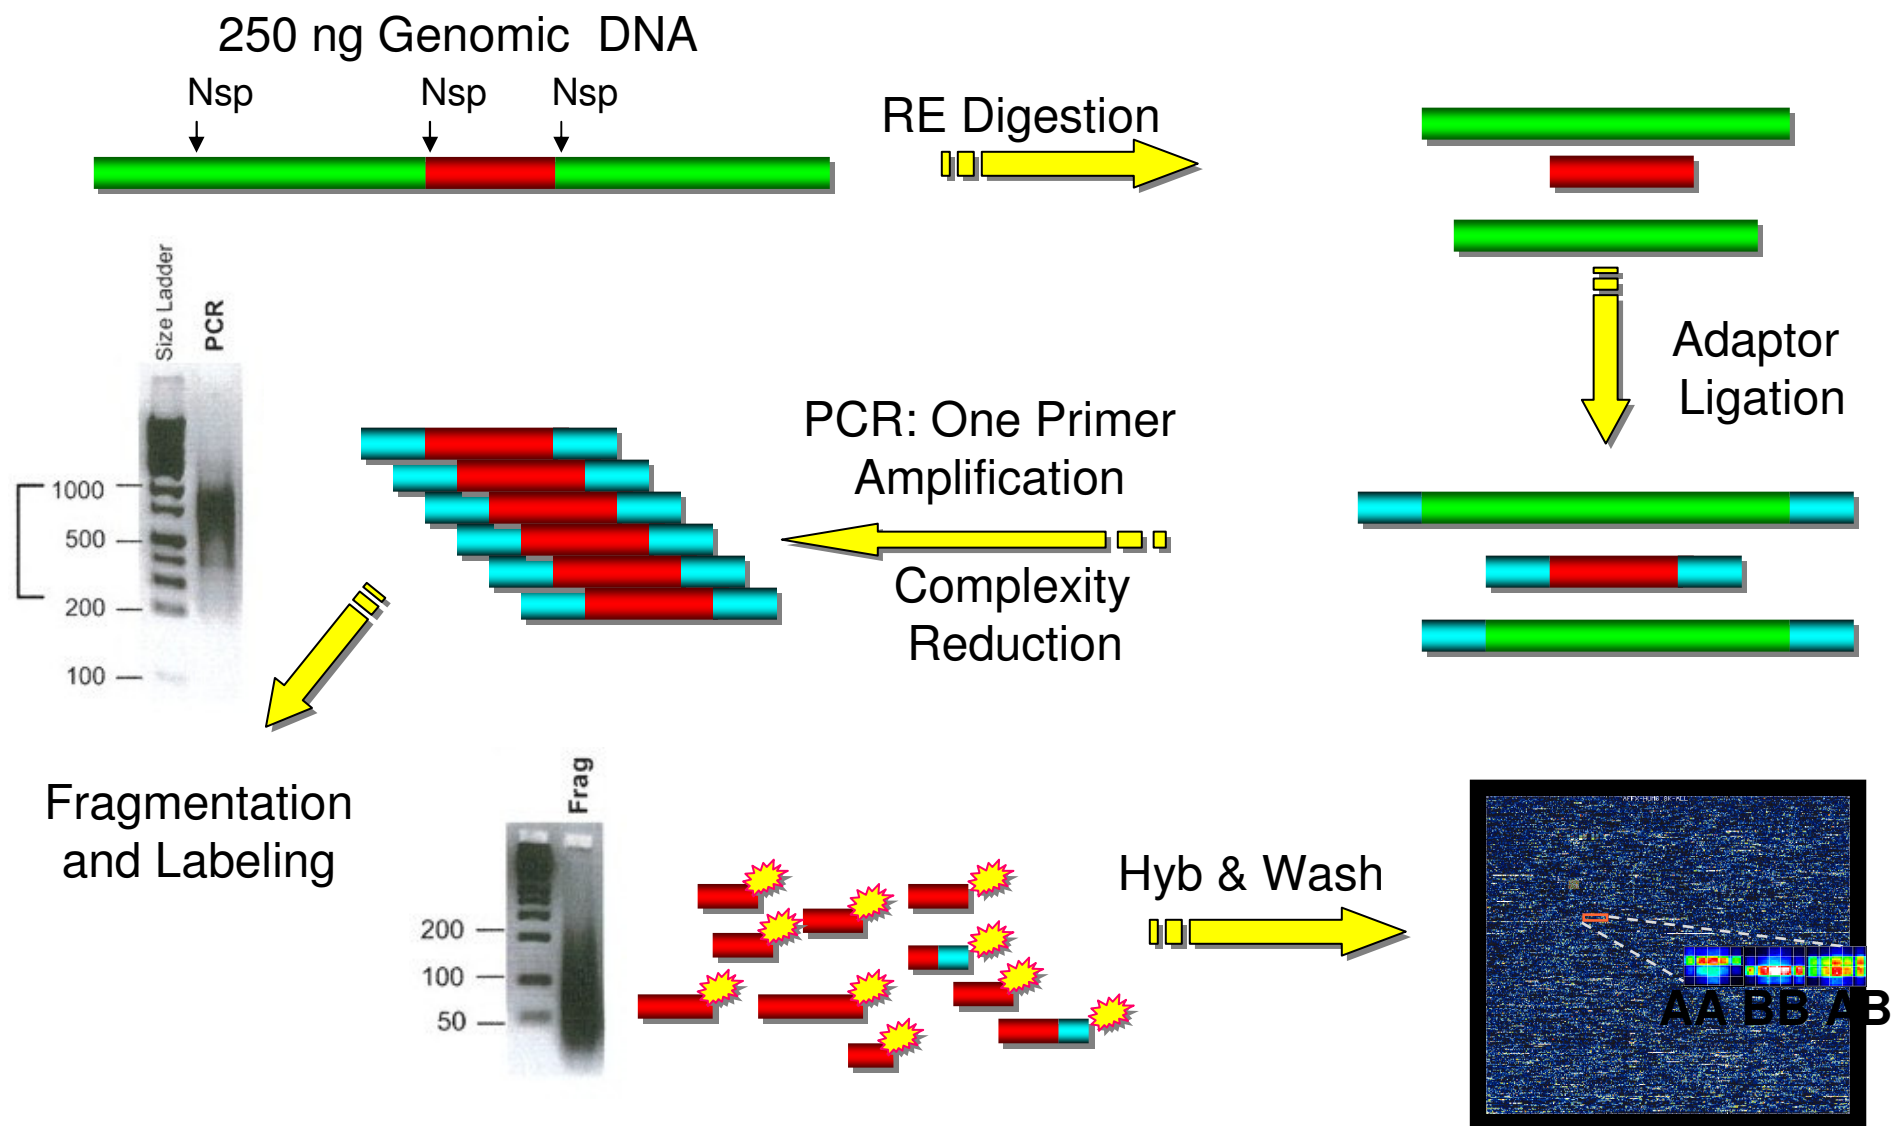 250 ng Genomic DNA
Nsp Nsp Nsp
RE Digestion
Adaptor
Ligation
PCR: One Primer
Amplification
Complexity
Reduction
Size Ladder
PCR
1000
500
200
100
Fragmentation
and Labeling
Frag
200
100
50
Hyb & Wash
AA BB AB